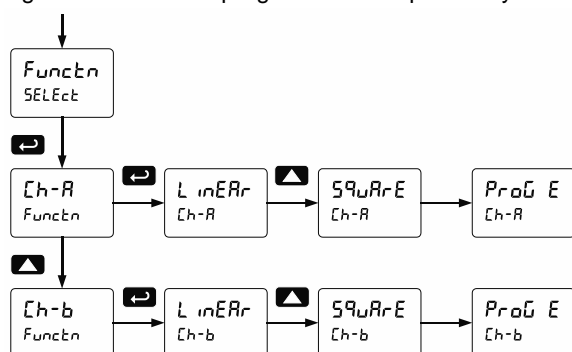 Functn
SELEct
Ch-A
Functn
LinEAr
Ch-A
SquArE
Ch-A
ProG E
Ch-A
Ch-b
Functn
LinEAr
Ch-b
SquArE
Ch-b
ProG E
Ch-b